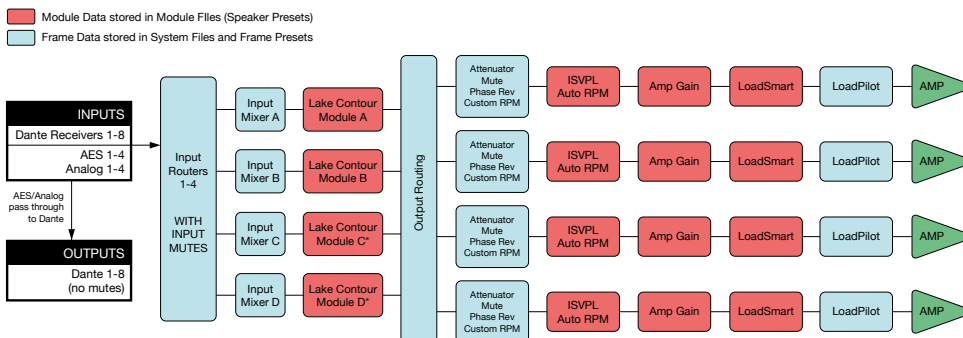 Module Data stored in Module FIles (Speaker Presets)
Frame Data stored in System Files and Frame Presets
INPUTS
Dante Receivers 1-8
AES 1-4
Analog 1-4
AES/Analog
pass through
to Dante
OUTPUTS
Dante 1-8
(no mutes)
Input
Routers
1-4
WITH
INPUT
MUTES
Input
Mixer A
Lake Contour
Module A
Input
Mixer B
Lake Contour
Module B
Input
Mixer C
Lake Contour
Module C*
Input
Mixer D
Lake Contour
Module D*
Output Routing
Attenuator
Mute
Phase Rev
Custom RPM
ISVPL
Auto RPM
Amp Gain
LoadSmart
LoadPilot
AMP
Attenuator
Mute
Phase Rev
Custom RPM
ISVPL
Auto RPM
Amp Gain
LoadSmart
LoadPilot
AMP
Attenuator
Mute
Phase Rev
Custom RPM
ISVPL
Auto RPM
Amp Gain
LoadSmart
LoadPilot
AMP
Attenuator
Mute
Phase Rev
Custom RPM
ISVPL
Auto RPM
Amp Gain
LoadSmart
LoadPilot
AMP